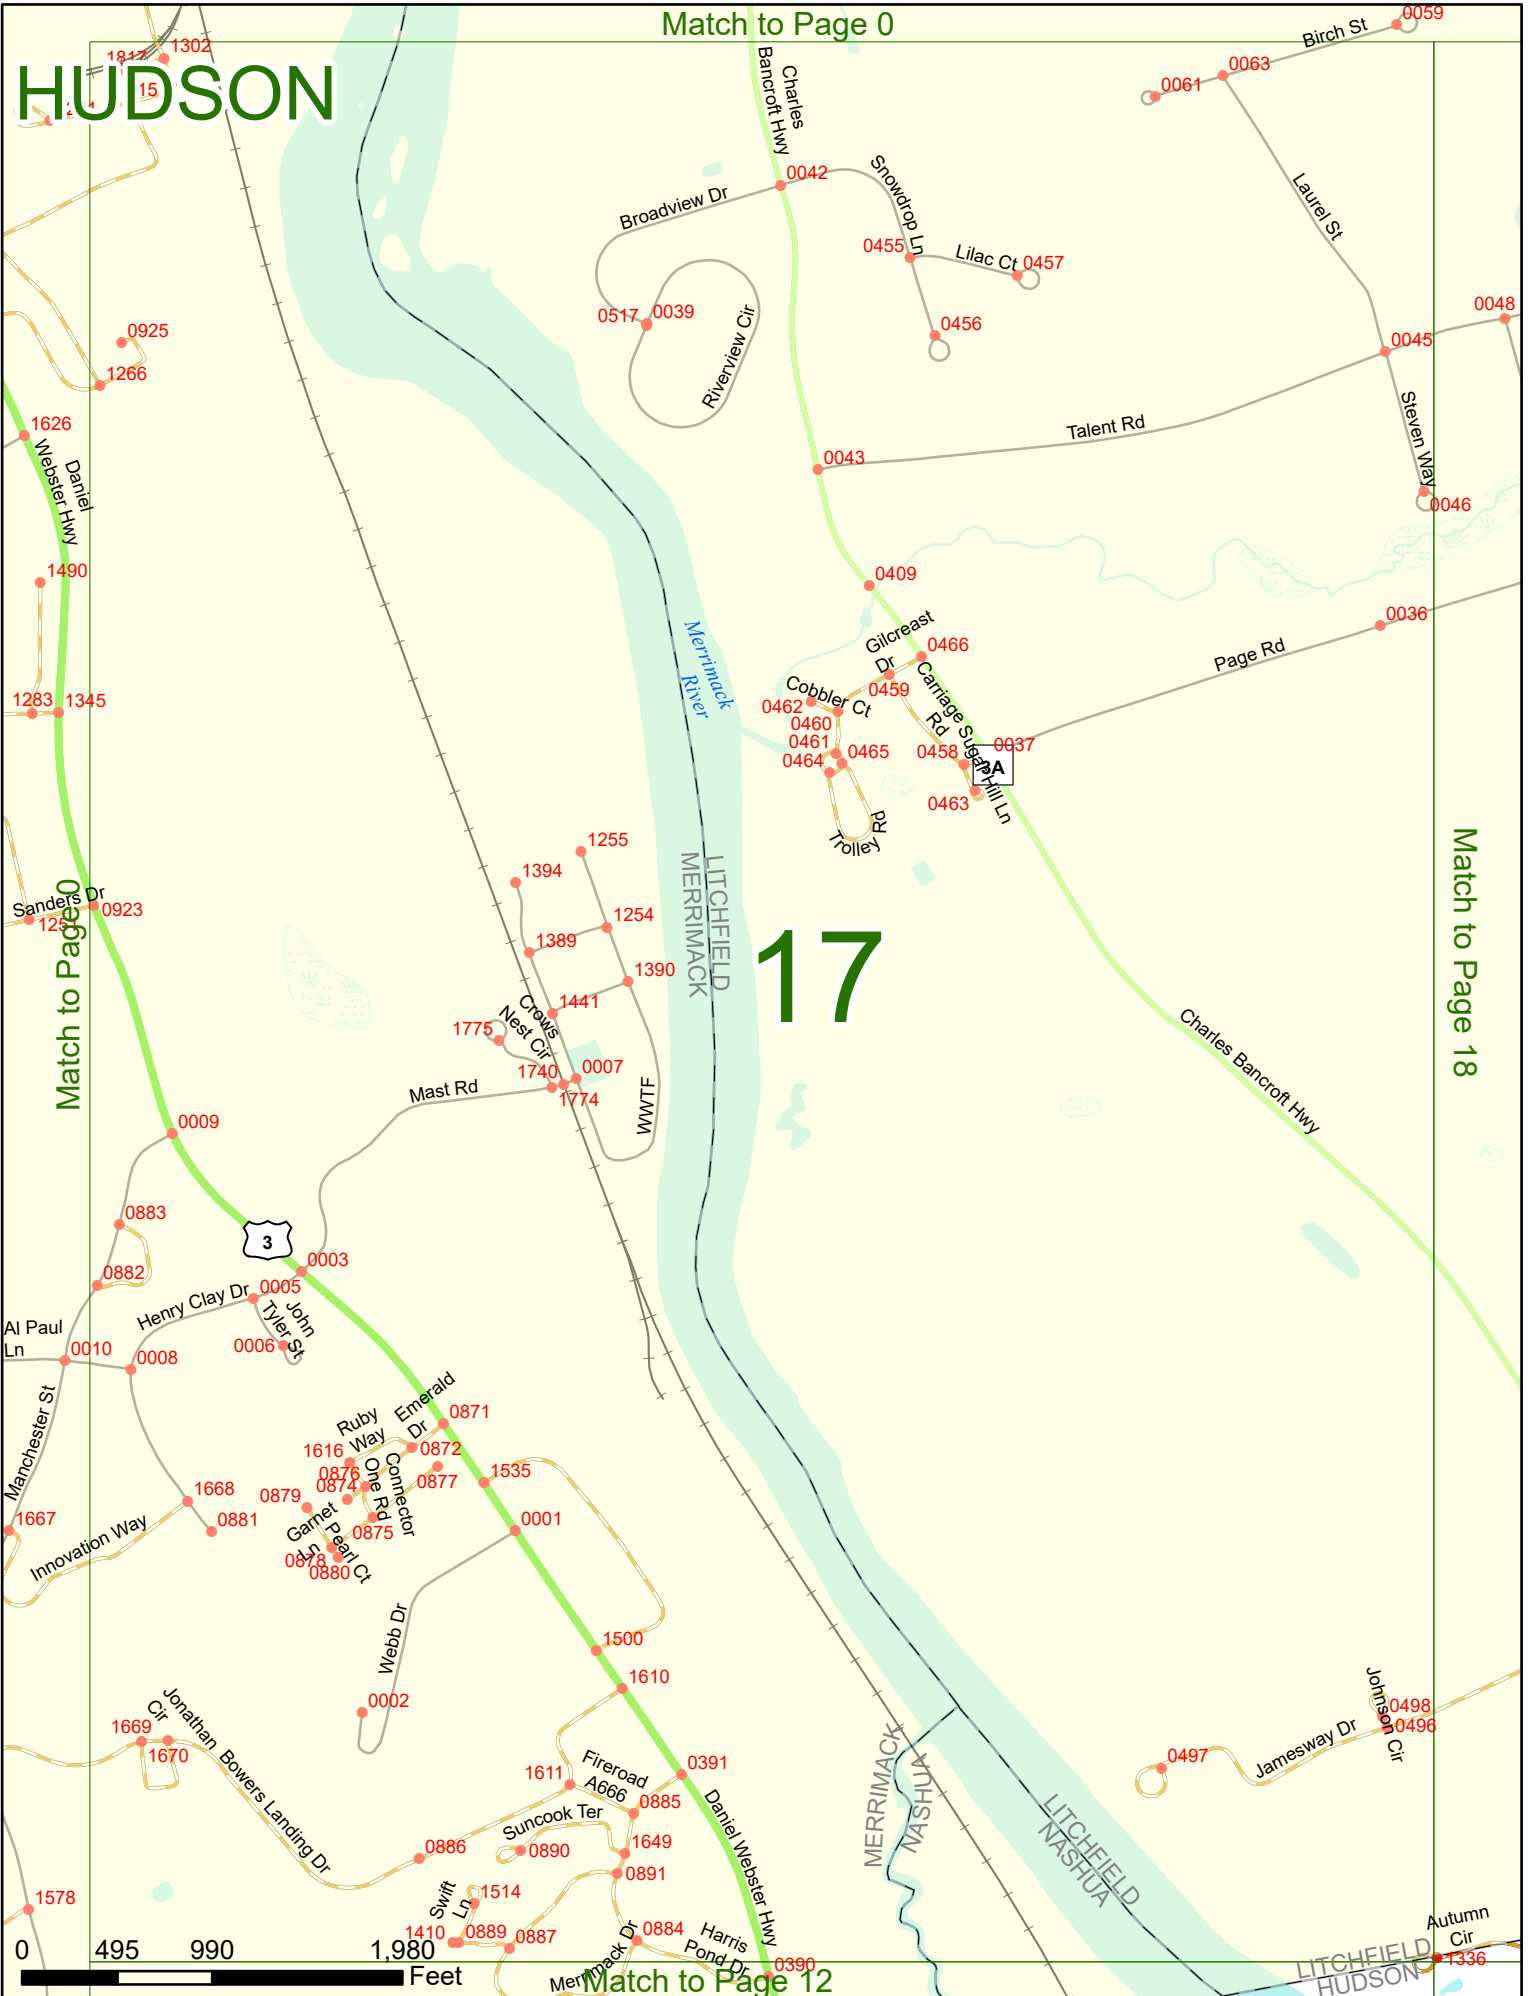 Match to Page 0
HUDSON
1302
1817
15
0059
Birch St
0063
0061
Charles
Bancroft Hwy
0042
Snowdrop Ln
Broadview Dr
Laurel St
0455
Lilac Ct
0457
0517
0039
0456
Riverview Cir
0048
0045
0925
1266
1626
Daniel
Webster Hwy
Talent Rd
Steven Way
0043
0046
1490
0409
0036
Gilcreast
Dr
0466
Page Rd
Merrimack
River
0459
Cobbler Ct
0462
0460
Carriage Sugar Hill Ln
Rd
1283
1345
0461
0465
0464
0458
0037
3A
0463
Trolley Rd
1255
1394
LITCHFIELD
MERRIMACK
Match to Page 18
Sanders Dr
1251
0923
Match to Page 0
1254
1389
17
1390
1441
Crows
Nest Cir
1775
Charles Bancroft Hwy
1740
0007
1774
Mast Rd
WWTF
0009
0883
3
0003
0882
0005
Henry Clay Dr
John
Tyler St
0006
Al Paul
Ln
0010
0008
Manchester St
Emerald
Dr
0871
Ruby
Way
1616
0872
0876
0874
Connector
One Rd
0877
1535
1668
0879
Garnet
Ln
0875
Pearl Ct
0878
0880
0881
0001
1667
Innovation Way
Webb Dr
1500
1610
0002
Johnson Cir
0498
0496
Jamesway Dr
0497
1669
1670
Jonathan Bowers Landing Dr
Cir
MERRIMACK
NASHUA
1611
Fireroad
A666
0391
0885
Suncook Ter
Daniel Webster Hwy
LITCHFIELD
NASHUA
0886
0890
1649
0891
1578
Swift
Ln
1514
1410
0889
0887
0884
Merrimack Dr
Harris
Pond Dr
0390
Autumn
Cir
1336
LITCHFIELD
HUDSON
0 495 990 1,980
Feet
Match to Page 12